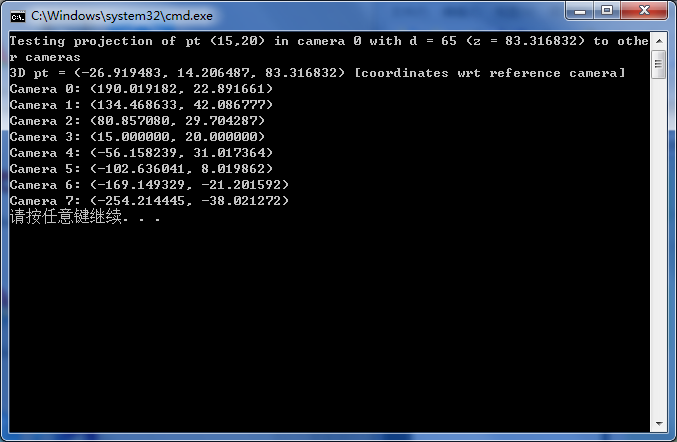 C:\Windows\system32\cmd.exe
Testing projection of pt (15,20) in camera 0 with d = 65 (z = 83.316832) to othe
r cameras
3D pt = (-26.919483, 14.206487, 83.316832) [coordinates wrt reference camera]
Camera 0: (190.019182, 22.891661)
Camera 1: (134.468633, 42.086777)
Camera 2: (80.857080, 29.704287)
Camera 3: (15.000000, 20.000000)
Camera 4: (-56.158239, 31.017364)
Camera 5: (-102.636041, 8.019862)
Camera 6: (-169.149329, -21.201592)
Camera 7: (-254.214445, -38.021272)
请按任意键继续. . .